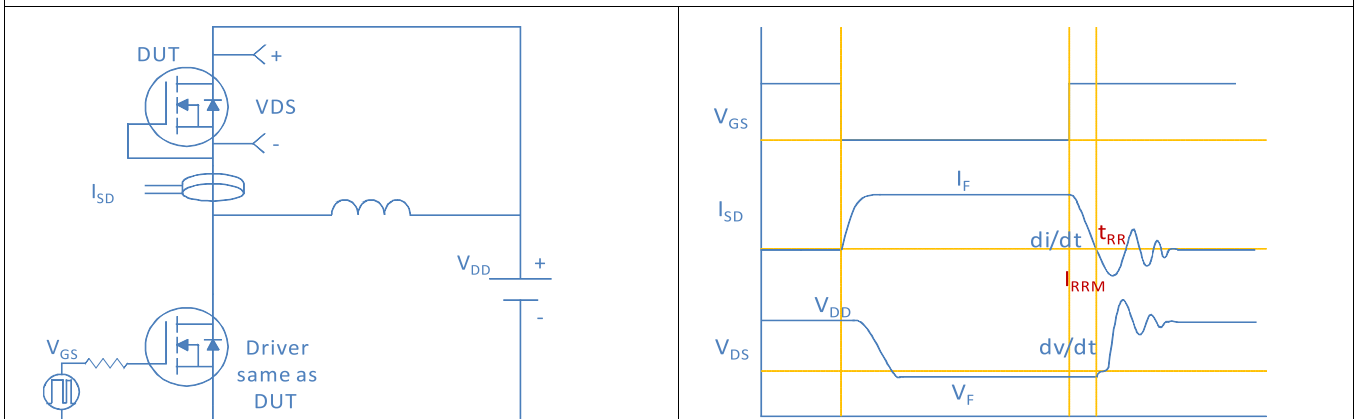 DUT
+
VDS
-
ISD
VDD
+
-
VGS
Driver
same as
DUT
VGS
IF
ISD
di/dt
tRR
IRRM
VDD
VDS
dv/dt
VF